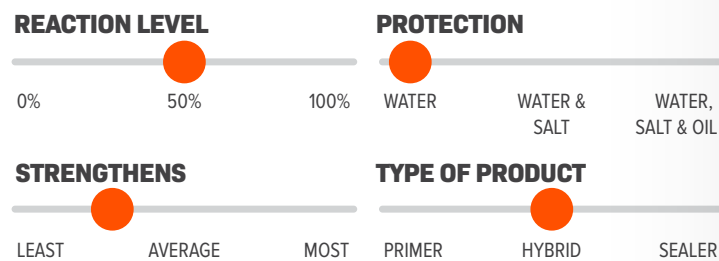 REACTION LEVEL
0% 50% 100%
PROTECTION
WATER WATER & WATER,
SALT SALT & OIL
STRENGTHENS
LEAST AVERAGE MOST
TYPE OF PRODUCT
PRIMER HYBRID SEALER